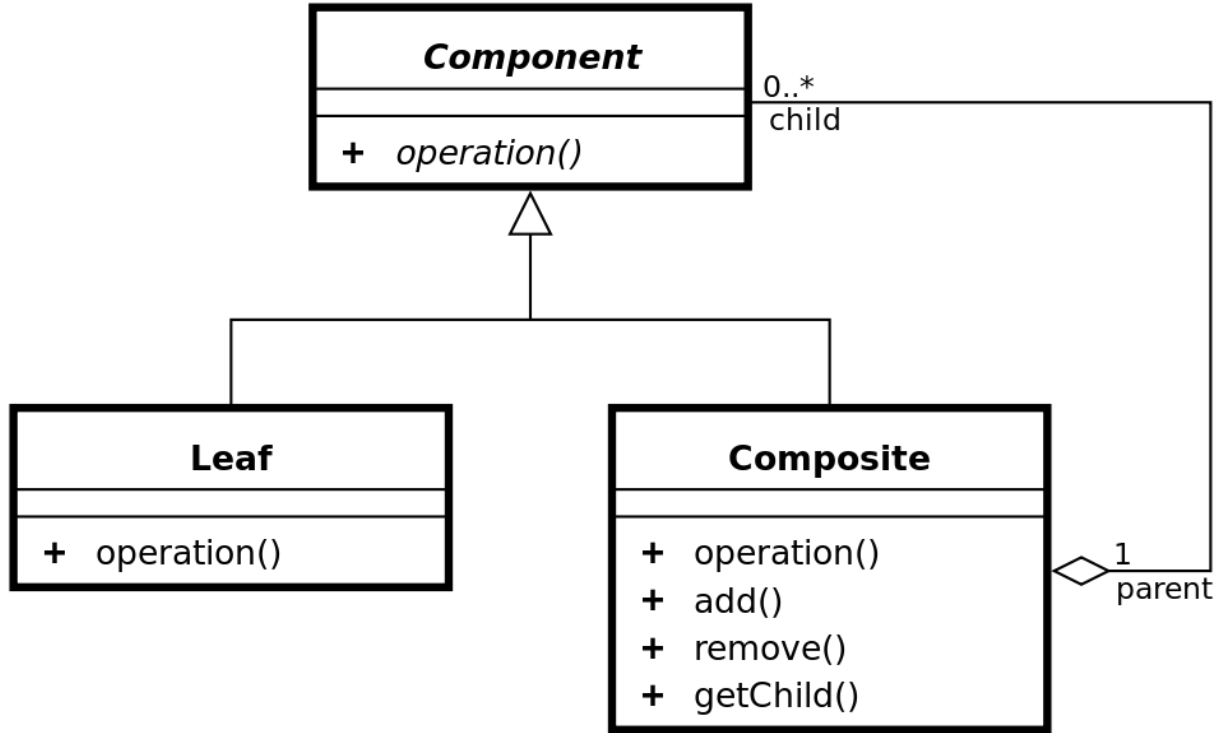 Component
0..*
child
+ operation()
Leaf
+ operation()
Composite
+ operation()
+ add()
+ remove()
+ getChild()
1
parent